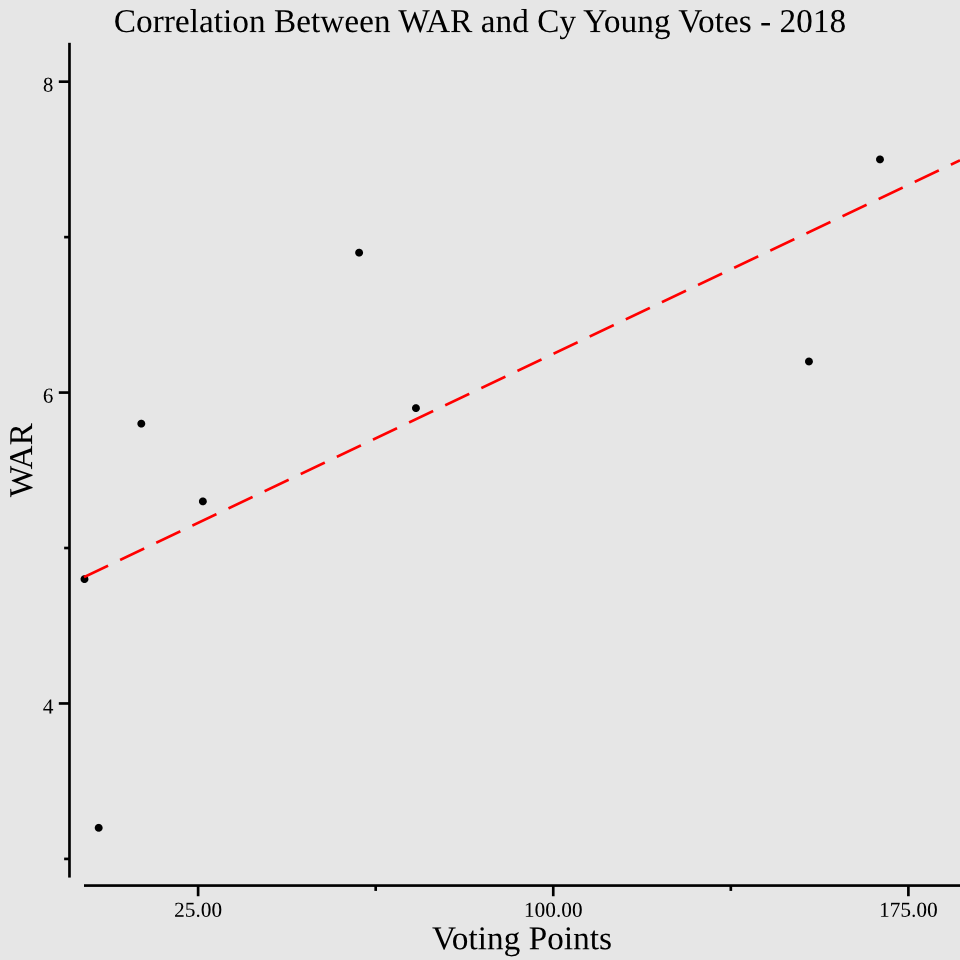 Correlation Between WAR and Cy Young Votes - 2018
8
6
4
WAR
25.00 100.00 175.00
Voting Points